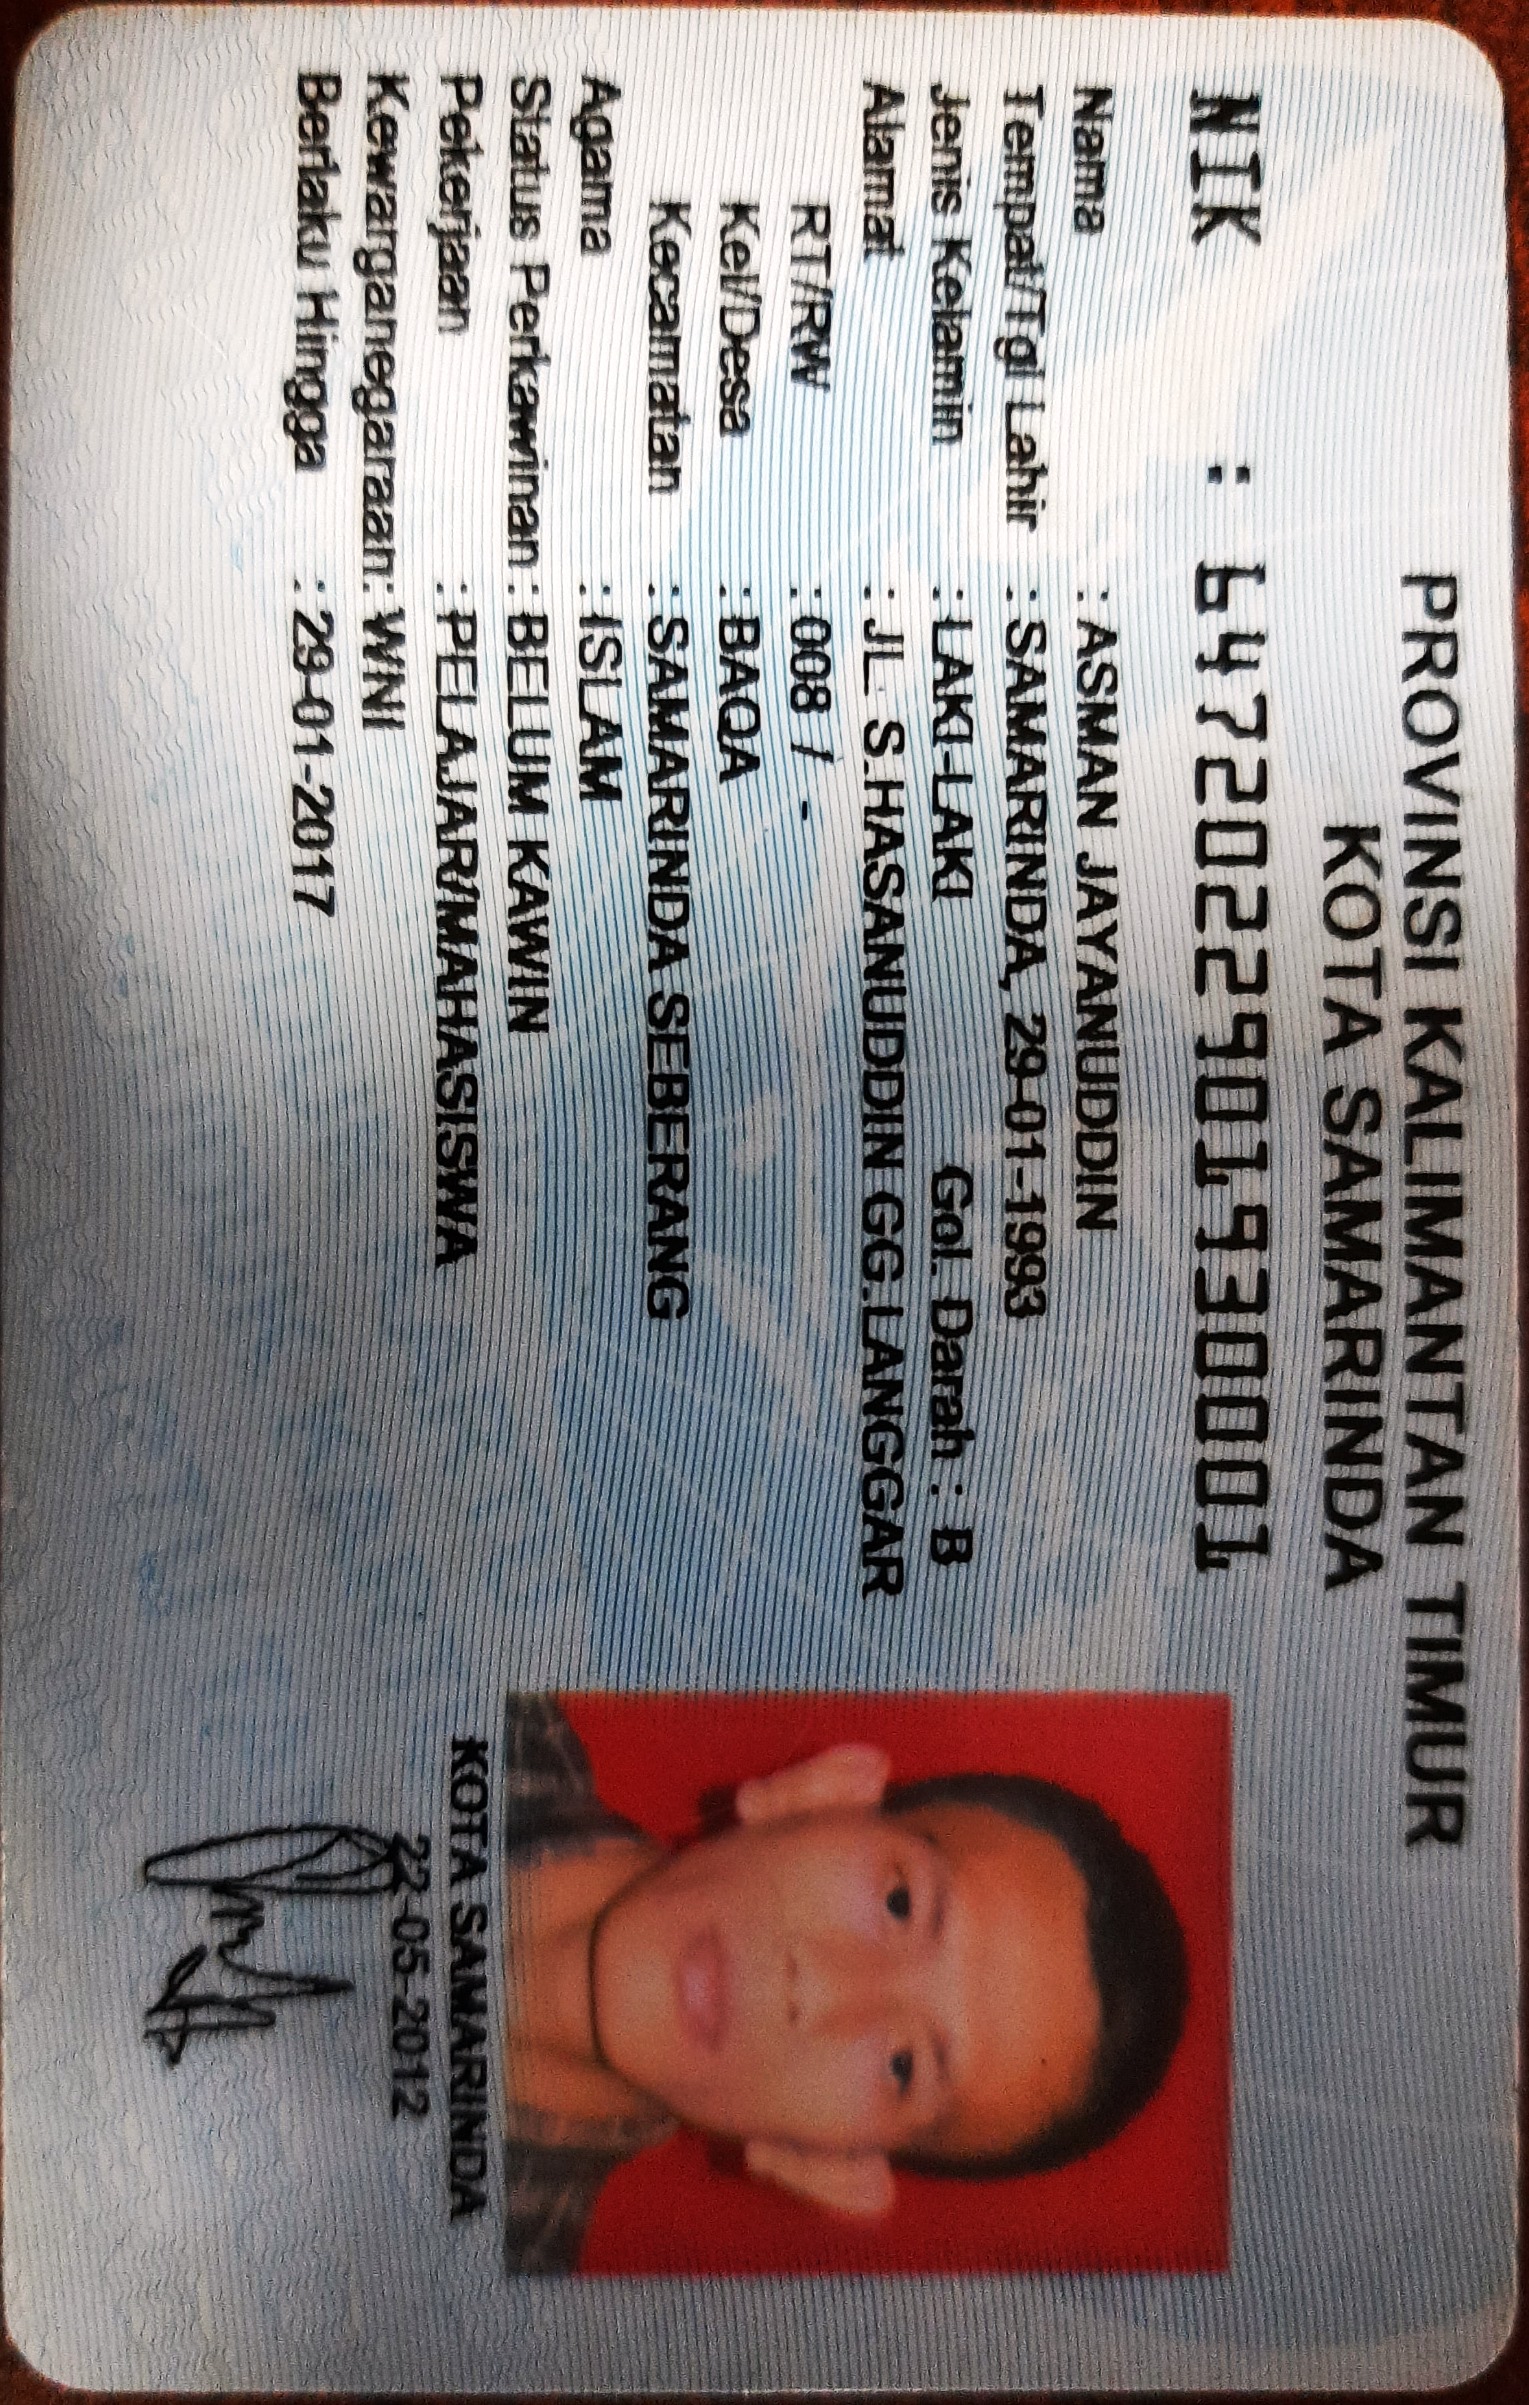 PROVINSI KALIMANTAN TIMUR
KOTA SAMARINDA
NIK : 6472022901930001
Nama : ASMAN JAYANUDDIN
Tempat/Tgl Lahir : SAMARINDA, 29-01-1993
Jenis Kelamin : LAKI-LAKI Gol. Darah : B
Alamat : JL. S.HASANUDDIN GG.LANGGAR
RT/RW : 008 / -
Kel/Desa : BAQA
Kecamatan : SAMARINDA SEBERANG
Agama : ISLAM
Status Perkawinan : BELUM KAWIN
Pekerjaan : PELAJAR/MAHASISWA
Kewarganegaraan: WNI
Berlaku Hingga : 29-01-2017
KOTA SAMARINDA
22-05-2012